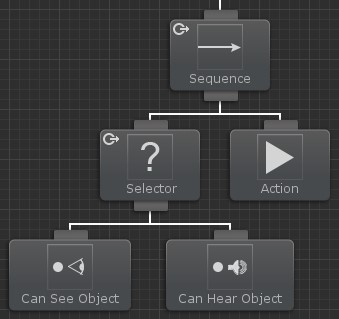 Sequence
?
Selector
Action
Can See Object
Can Hear Object